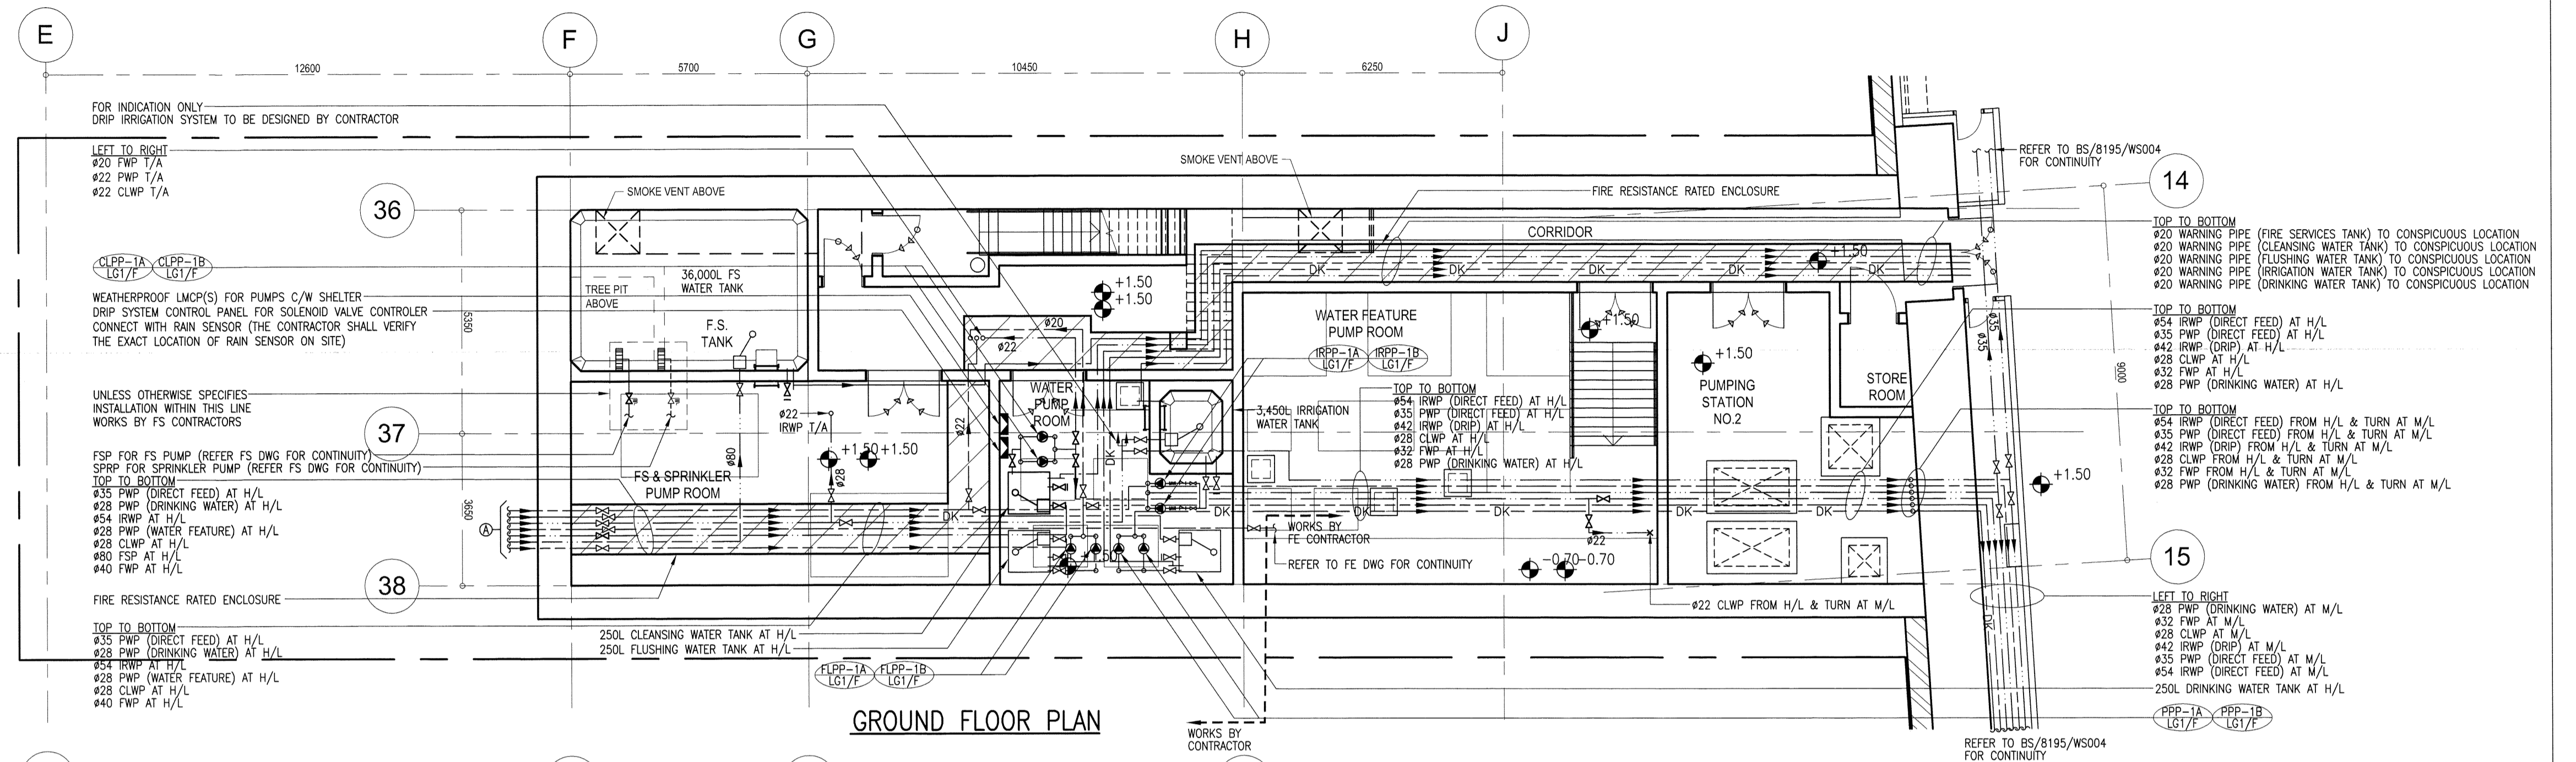 E
F
G
H
J
12600
5700
10450
6250
FOR INDICATION ONLY
DRIP IRRIGATION SYSTEM TO BE DESIGNED BY CONTRACTOR
LEFT TO RIGHT
ø20 FWP T/A
ø22 PWP T/A
ø22 CLWP T/A
36
SMOKE VENT ABOVE
SMOKE VENT ABOVE
FIRE RESISTANCE RATED ENCLOSURE
REFER TO BS/8195/WS004
FOR CONTINUITY
14
CLPP-1A
LG1/F
CLPP-1B
LG1/F
WEATHERPROOF LMCP(S) FOR PUMPS C/W SHELTER
DRIP SYSTEM CONTROL PANEL FOR SOLENOID VALVE CONTROLER
CONNECT WITH RAIN SENSOR (THE CONTRACTOR SHALL VERIFY
THE EXACT LOCATION OF RAIN SENSOR ON SITE)
UNLESS OTHERWISE SPECIFIES
INSTALLATION WITHIN THIS LINE
WORKS BY FS CONTRACTORS
37
FSP FOR FS PUMP (REFER FS DWG FOR CONTINUITY)
SPRP FOR SPRINKLER PUMP (REFER FS DWG FOR CONTINUITY)
TOP TO BOTTOM
ø35 PWP (DIRECT FEED) AT H/L
ø28 PWP (DRINKING WATER) AT H/L
ø54 IRWP AT H/L
ø28 PWP (WATER FEATURE) AT H/L
ø28 CLWP AT H/L
ø80 FSP AT H/L
ø40 FWP AT H/L
38
FIRE RESISTANCE RATED ENCLOSURE
TOP TO BOTTOM
ø35 PWP (DIRECT FEED) AT H/L
ø28 PWP (DRINKING WATER) AT H/L
ø54 IRWP AT H/L
ø28 PWP (WATER FEATURE) AT H/L
ø28 CLWP AT H/L
ø40 FWP AT H/L
5350
3650
A
TREE PIT
ABOVE
36,000L FS
WATER TANK
F.S.
TANK
ø22
IRWP T/A
ø80
ø28
+1.50
+1.50
FS & SPRINKLER
PUMP ROOM
DK
ø22
ø20
ø22
+1.50
+1.50
WATER
PUMP
ROOM
DK
+1.50
3,450L IRRIGATION
WATER TANK
CORRIDOR
DK
DK
DK
DK
DK
+1.50
WATER FEATURE
PUMP ROOM
IRPP-1A
LG1/F
IRPP-1B
LG1/F
TOP TO BOTTOM
ø54 IRWP (DIRECT FEED) AT H/L
ø35 PWP (DIRECT FEED) AT H/L
ø42 IRWP (DRIP) AT H/L
ø28 CLWP AT H/L
ø32 FWP AT H/L
ø28 PWP (DRINKING WATER) AT H/L
DK
DK
DK
DK
DK
+1.50
+1.50
PUMPING
STATION
NO.2
STORE
ROOM
WORKS BY
FE CONTRACTOR
REFER TO FE DWG FOR CONTINUITY
-0.70
-0.70
ø22
ø22 CLWP FROM H/L & TURN AT M/L
250L CLEANSING WATER TANK AT H/L
250L FLUSHING WATER TANK AT H/L
FLPP-1A
LG1/F
FLPP-1B
LG1/F
GROUND FLOOR PLAN
WORKS BY
CONTRACTOR
ø35
ø35
DK
+1.50
9000
TOP TO BOTTOM
ø20 WARNING PIPE (FIRE SERVICES TANK) TO CONSPICUOUS LOCATION
ø20 WARNING PIPE (CLEANSING WATER TANK) TO CONSPICUOUS LOCATION
ø20 WARNING PIPE (FLUSHING WATER TANK) TO CONSPICUOUS LOCATION
ø20 WARNING PIPE (IRRIGATION WATER TANK) TO CONSPICUOUS LOCATION
ø20 WARNING PIPE (DRINKING WATER TANK) TO CONSPICUOUS LOCATION
TOP TO BOTTOM
ø54 IRWP (DIRECT FEED) AT H/L
ø35 PWP (DIRECT FEED) AT H/L
ø42 IRWP (DRIP) AT H/L
ø28 CLWP AT H/L
ø32 FWP AT H/L
ø28 PWP (DRINKING WATER) AT H/L
TOP TO BOTTOM
ø54 IRWP (DIRECT FEED) FROM H/L & TURN AT M/L
ø35 PWP (DIRECT FEED) FROM H/L & TURN AT M/L
ø42 IRWP (DRIP) FROM H/L & TURN AT M/L
ø28 CLWP FROM H/L & TURN AT M/L
ø32 FWP FROM H/L & TURN AT M/L
ø28 PWP (DRINKING WATER) FROM H/L & TURN AT M/L
15
LEFT TO RIGHT
ø28 PWP (DRINKING WATER) AT M/L
ø32 FWP AT M/L
ø28 CLWP AT M/L
ø42 IRWP (DRIP) AT M/L
ø35 PWP (DIRECT FEED) AT M/L
ø54 IRWP (DIRECT FEED) AT M/L
250L DRINKING WATER TANK AT H/L
PPP-1A
LG1/F
PPP-1B
LG1/F
REFER TO BS/8195/WS004
FOR CONTINUITY